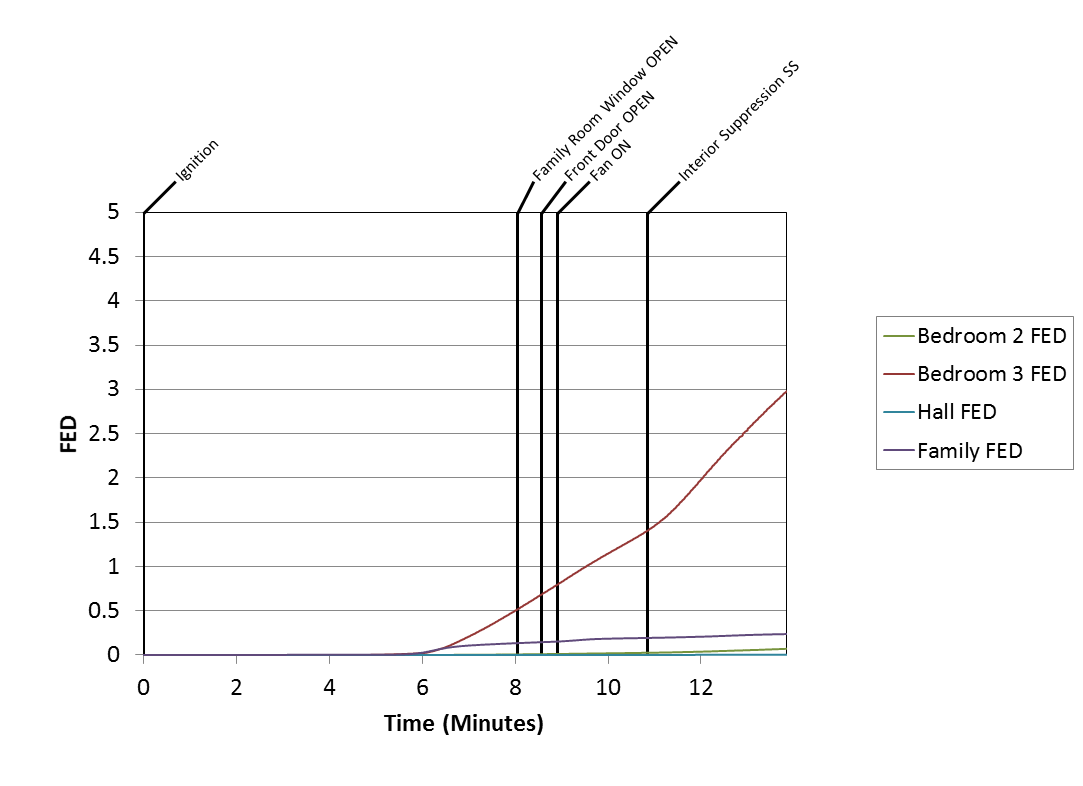 Ignition
Family Room Window OPEN
Front Door OPEN
Fan ON
Interior Suppression SS
5
4.5
4
3.5
3
2.5
2
1.5
1
0.5
0
FED
0 2 4 6 8 10 12
Time (Minutes)
Bedroom 2 FED
Bedroom 3 FED
Hall FED
Family FED